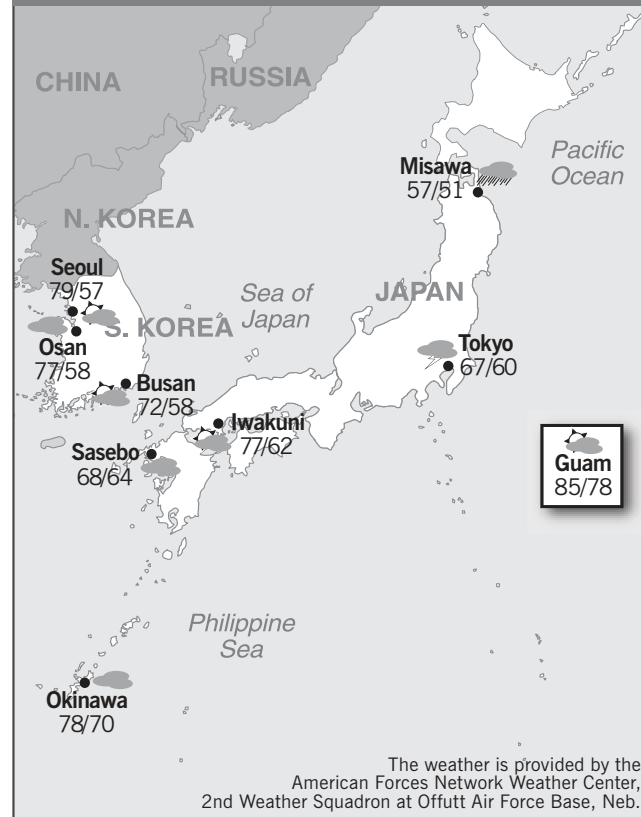 CHINA
RUSSIA
Pacific
Ocean
Misawa
57/51
N. KOREA
Seoul
79/57
Sea of
Japan
JAPAN
S. KOREA
Osan
77/58
Tokyo
67/60
Busan
72/58
Iwakuni
77/62
Sasebo
68/64
Guam
85/78
Philippine
Sea
Okinawa
78/70
The weather is provided by the
American Forces Network Weather Center,
2nd Weather Squadron at Offutt Air Force Base, Neb.